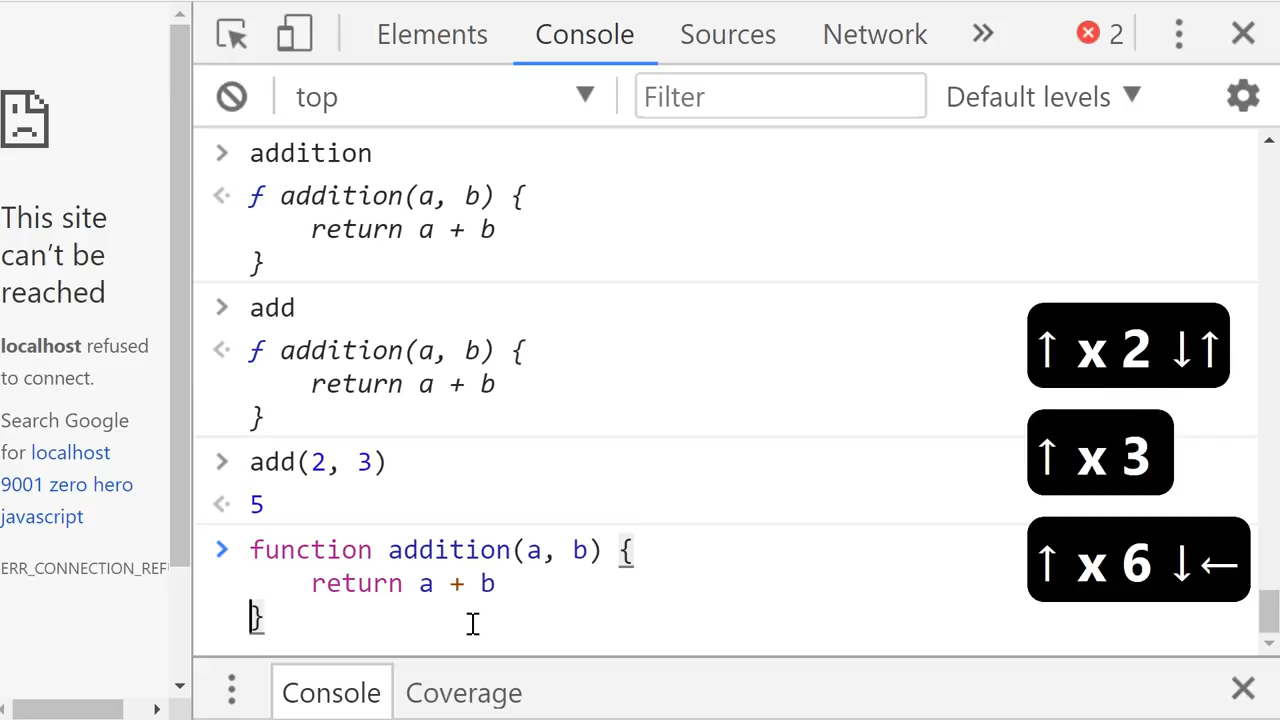 Elements Console Sources Network » 2
top Filter Default levels
This site
can’t be
reached
localhost refused
to connect.
Search Google
for localhost
9001 zero hero
javascript
ERR_CONNECTION_REF
> addition
ƒ addition(a, b) {
return a + b
}
> add
ƒ addition(a, b) {
return a + b
}
> add(2, 3)
5
> function addition(a, b) {
return a + b
}
↑ x 2 ↓↑
↑ x 3
↑ x 6 ↓←
Console Coverage